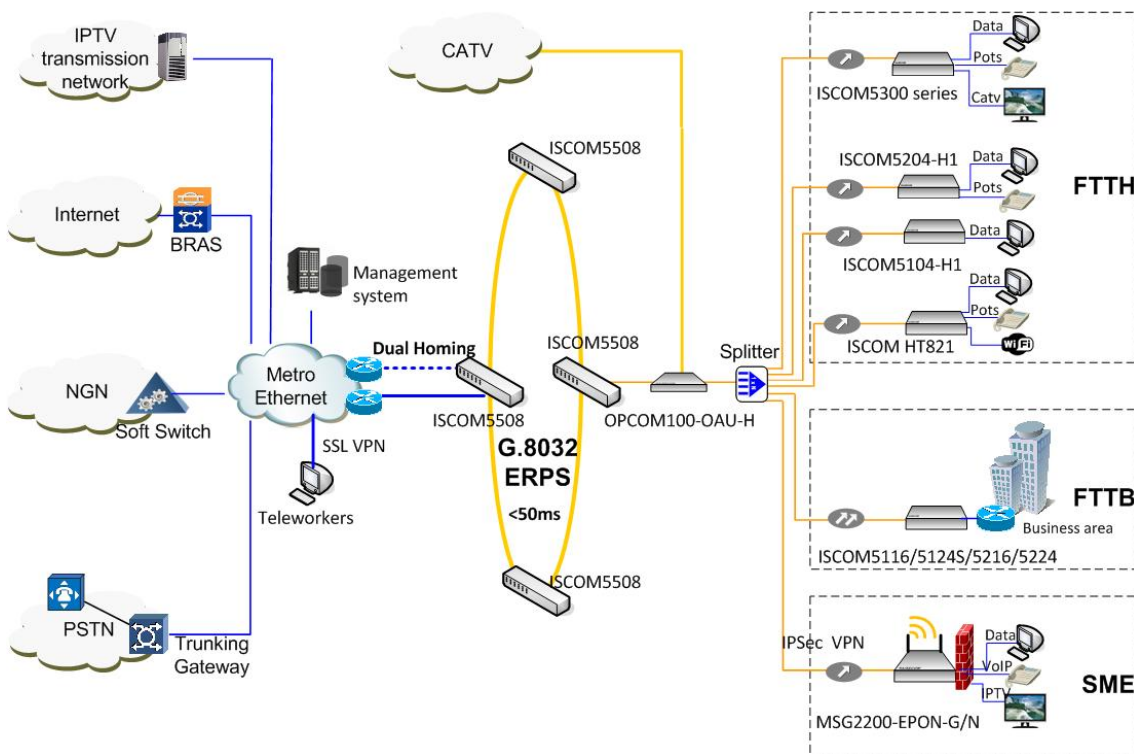 IPTV
transmission
network
CATV
Internet
BRAS
Management
system
NGN
Soft Switch
Metro
Ethernet
Dual Homing
SSL VPN
Teleworkers
PSTN
Trunking
Gateway
ISCOM5508
ISCOM5508
ISCOM5508
G.8032
ERPS
<50ms
ISCOM5508
OPCOM100-OAU-H
Splitter
Data
Pots
Catv
ISCOM5300 series
ISCOM5204-H1
Data
Pots
FTTH
Data
ISCOM5104-H1
Data
Pots
WiFi
ISCOM HT821
FTTB
Business area
ISCOM5116/5124S/5216/5224
IPSec VPN
Data
VoIP
IPTV
SME
MSG2200-EPON-G/N